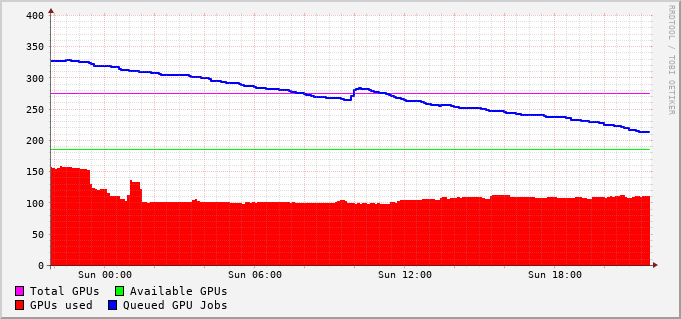 400
350
300
250
200
150
100
50
0
Sun 00:00 Sun 06:00 Sun 12:00 Sun 18:00
Total GPUs Available GPUs
GPUs used Queued GPU Jobs
RRDTOOL / TOBI OETIKER